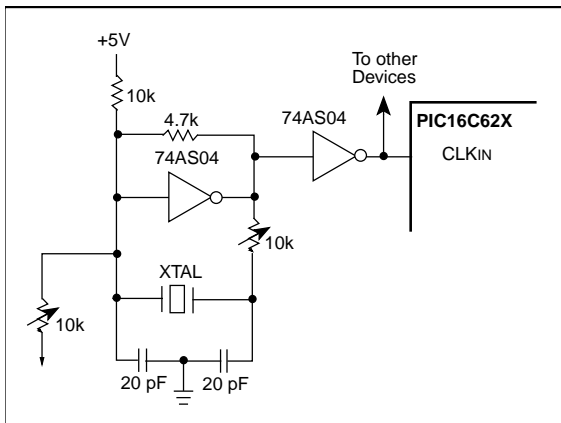 +5V
10k
4.7k
74AS04
74AS04
To other
Devices
PIC16C62X
CLKIN
10k
XTAL
10k
20 pF
20 pF